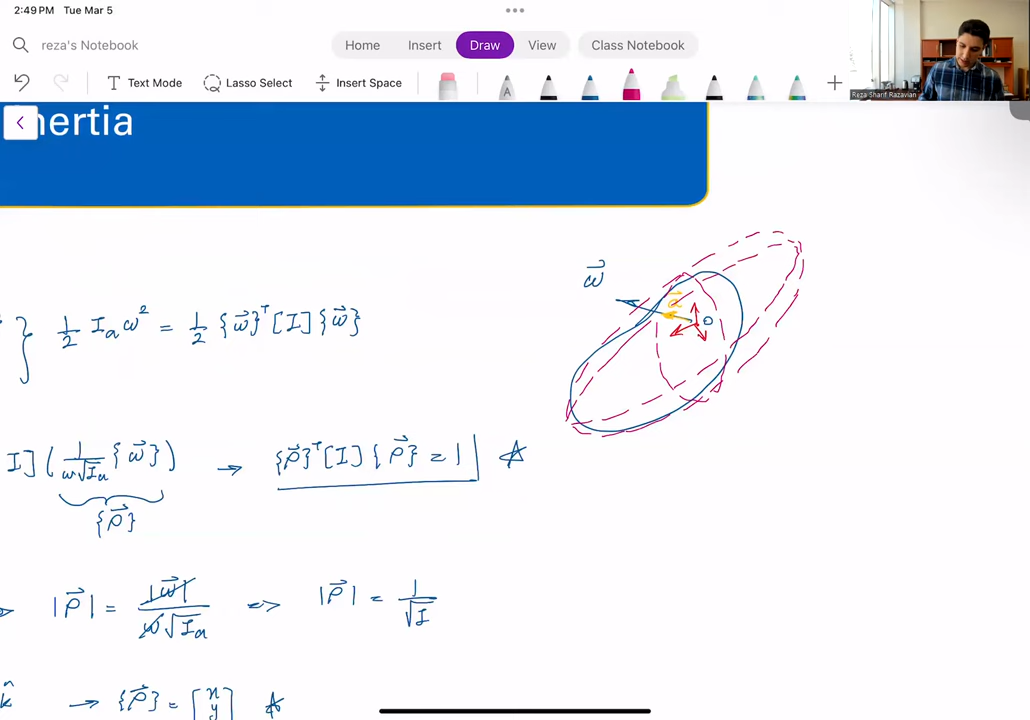 2:49 PM Tue Mar 5
reza's Notebook
Home Insert Draw View Class Notebook
Text Mode Lasso Select Insert Space
A
Reza Sharif Razavian
nertia
} 1/2 I_a ω² = 1/2 {ω⃗}ᵀ [I] {ω⃗}
ω⃗
O
I] ( 1/(ω√I_a) {ω⃗} ) → {ρ⃗}ᵀ [I] {ρ⃗} = 1 ☆
{ρ⃗}
|ρ⃗| = |ω⃗| / (ω√I_a) => |ρ⃗| = 1/√I
k̂ → {ρ⃗} = [x y ☆